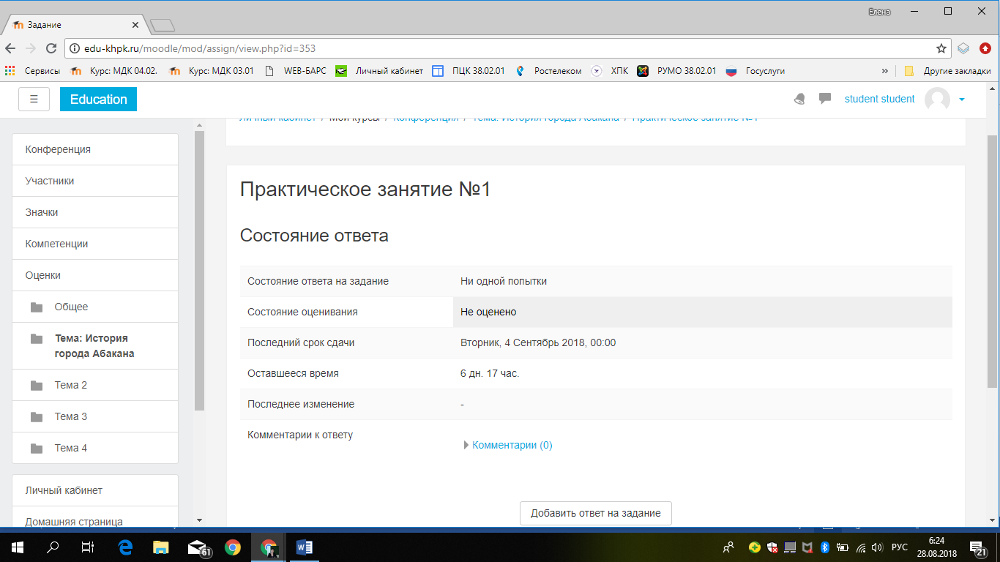 Елена
Задание
edu-khpk.ru/moodle/mod/assign/view.php?id=353
Сервисы Курс: МДК 04.02. Курс: МДК 03.01 WEB-БАРС Личный кабинет ПЦК 38.02.01 Ростелеком ХПК РУМО 38.02.01 Госуслуги » Другие закладки
Education student student
Личный кабинет / Мои курсы / Конференция / Тема: История города Абакана / Практическое занятие №1
Конференция
Участники
Значки
Компетенции
Оценки
Общее
Тема: История
города Абакана
Тема 2
Тема 3
Тема 4
Личный кабинет
Домашняя страница
Практическое занятие №1
Состояние ответа
Состояние ответа на задание Ни одной попытки
Состояние оценивания Не оценено
Последний срок сдачи Вторник, 4 Сентябрь 2018, 00:00
Оставшееся время 6 дн. 17 час.
Последнее изменение -
Комментарии к ответу
Комментарии (0)
Добавить ответ на задание
61
РУС
6:24
28.08.2018
21